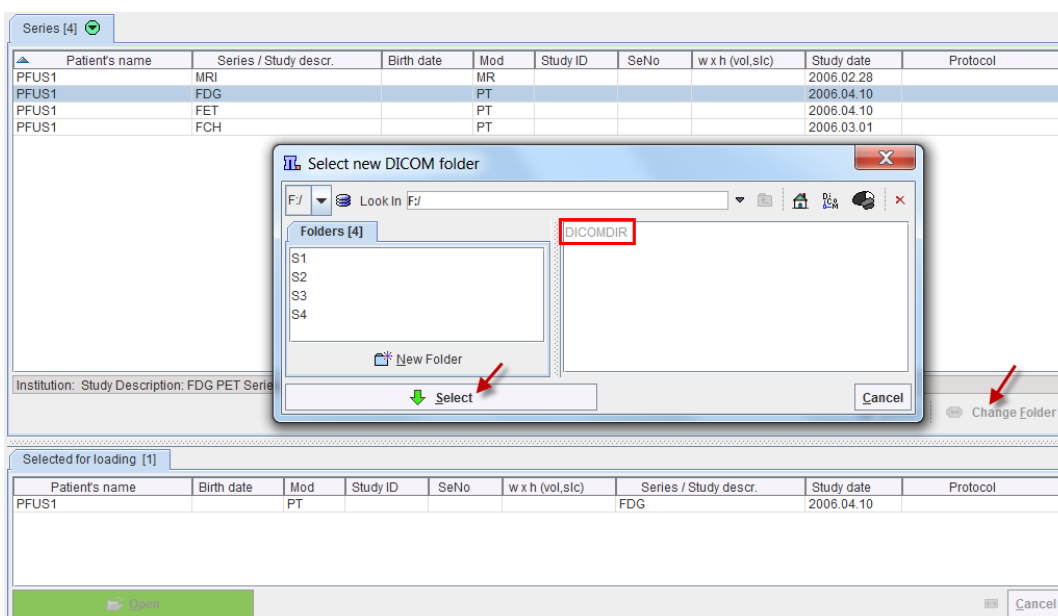 Series [4]
Patient's name Series / Study descr. Birth date Mod Study ID SeNo w x h (vol,slc) Study date Protocol
PFUS1 MRI MR 2006.02.28
PFUS1 FDG PT 2006.04.10
PFUS1 FET PT 2006.04.10
PFUS1 FCH PT 2006.03.01
Select new DICOM folder
F:/ Look In F:/
Folders [4]
DICOMDIR
S1
S2
S3
S4
New Folder
Select Cancel
Institution: Study Description: FDG PET Serie
Change Folder
Selected for loading [1]
Patient's name Birth date Mod Study ID SeNo w x h (vol,slc) Series / Study descr. Study date Protocol
PFUS1 PT FDG 2006.04.10
Open Cancel